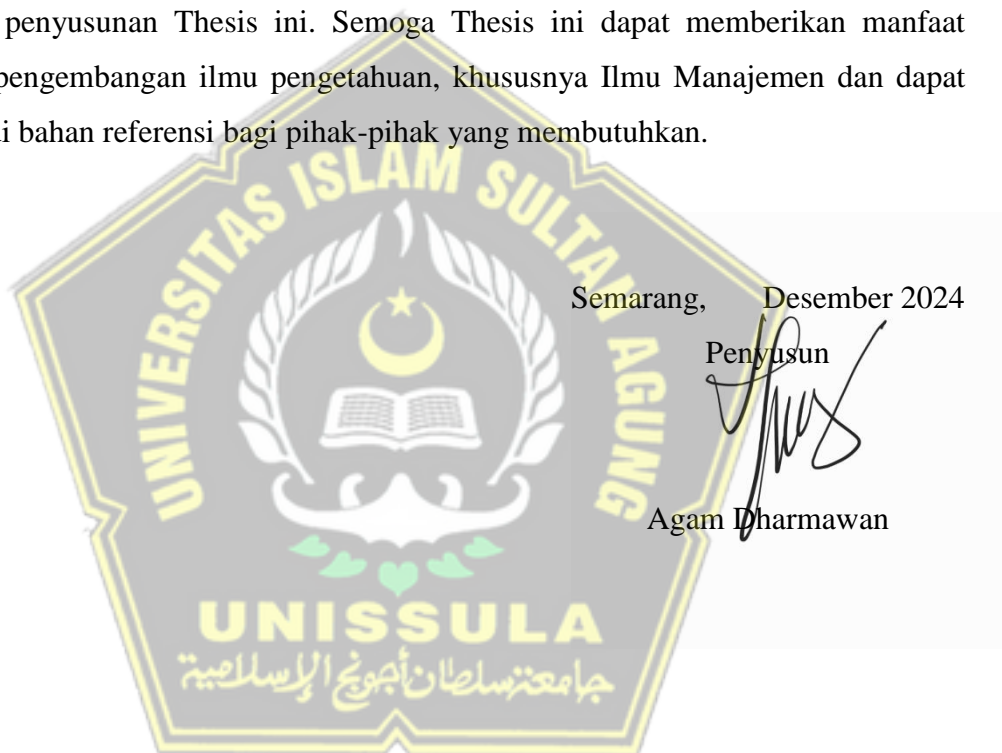 penyusunan Thesis ini. Semoga Thesis ini dapat memberikan manfaat
pengembangan ilmu pengetahuan, khususnya Ilmu Manajemen dan dapat
di bahan referensi bagi pihak-pihak yang membutuhkan.
UNIVERSITAS ISLAM SULTAN AGUNG
Semarang, Desember 2024
Penyusun
Agam Dharmawan
UNISSULA
جامعة سلطان أجونج الإسلامية